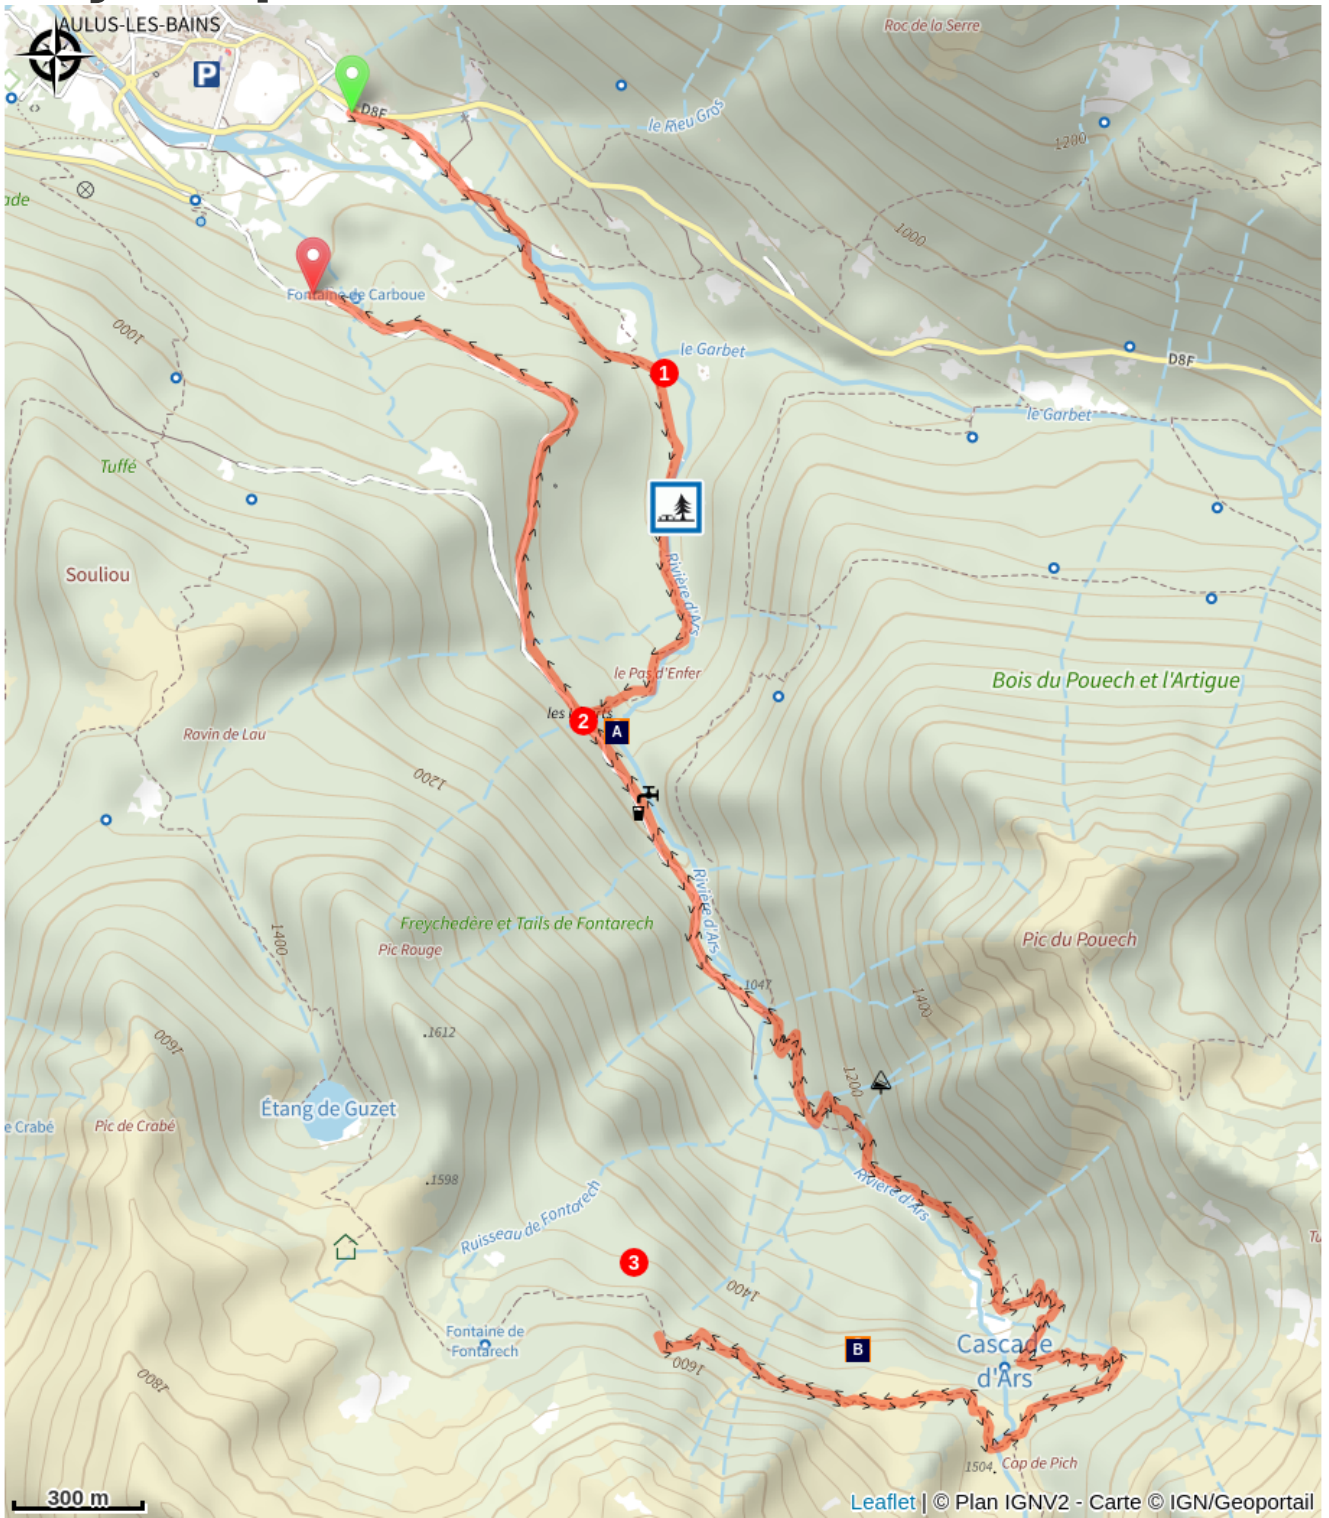 AULUS-LES-BAINS
Roc de la Serre
P
D8F
le Rieu Gros
1200
ade
1000
Fontaine de Carboue
1000
le Garbet
D8F
1
le Garbet
Tuffé
Souliou
Rivière d'Ars
le Pas d'Enfer
Bois du Pouech et l'Artigue
2
A
Ravin de Lau
1200
Rivière d'Ars
Freychedère et Tails de Fontarech
Pic Rouge
1400
Pic du Pouech
.1047
1400
.1612
1600
1200
Étang de Guzet
e Crabé
Pic de Crabé
.1598
Rivière d'Ars
Ruisseau de Fontarech
Tu
3
1400
Fontaine de
Fontarech
B
Cascade
d'Ars
1600
1800
1504.
Cap de Pich
300 m
Leaflet | © Plan IGNV2 - Carte © IGN/Geoportail